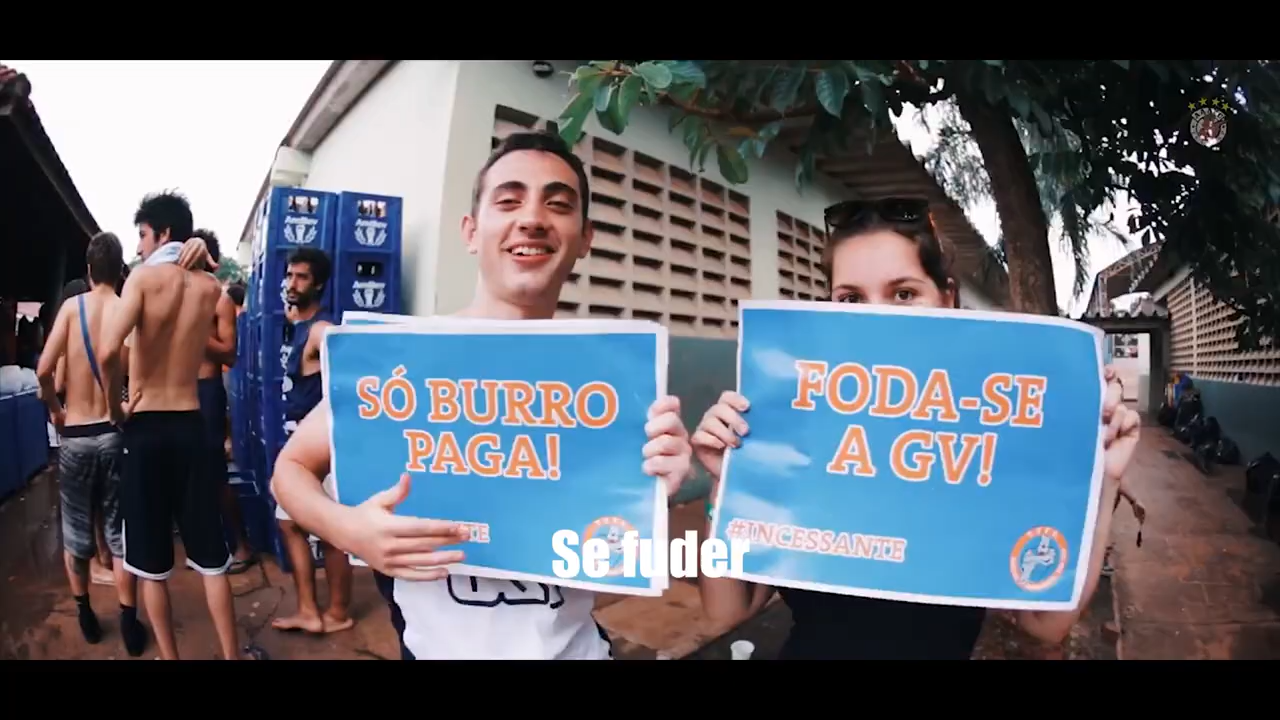 SÓ BURRO
PAGA!
FODA-SE
A GV!
#INCESSANTE
Se fuder